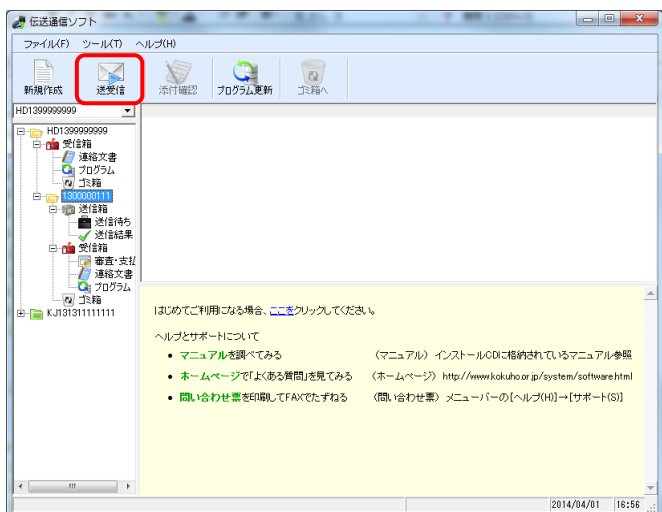 伝送通信ソフト
ファイル(F) ツール(T) ヘルプ(H)
新規作成 送受信 添付確認 プログラム更新 ゴミ箱へ
HD1399999999
HD1399999999
受信箱
連絡文書
プログラム
ゴミ箱
1300000111
送信箱
送信待ち
送信結果
受信箱
審査・支払
連絡文書
プログラム
ゴミ箱
KJ131311111111
はじめてご利用になる場合、ここをクリックしてください。
ヘルプとサポートについて
• マニュアルを調べてみる (マニュアル) インストールCDに格納されているマニュアル参照
• ホームページで「よくある質問」を見てみる (ホームページ) http://www.kokuho.or.jp/system/software.html
• 問い合わせ票を印刷してFAXでたずねる (問い合わせ票) メニューバーの[ヘルプ(H)]→[サポート(S)]
2014/04/01 16:56